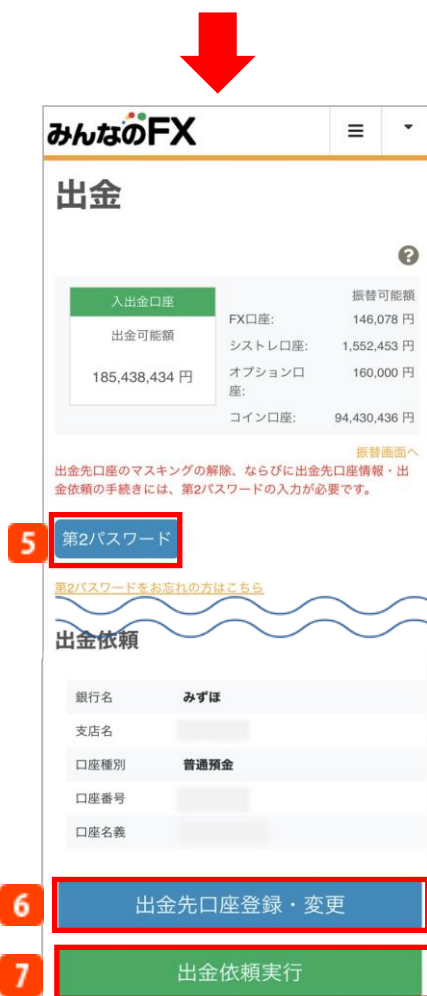 みんなのFX
出金
入出金口座
出金可能額
185,438,434 円
振替可能額
FX口座: 146,078 円
シストレ口座: 1,552,453 円
オプション口
座: 160,000 円
コイン口座: 94,430,436 円
振替画面へ
出金先口座のマスキングの解除、ならびに出金先口座情報・出
金依頼の手続きには、第2パスワードの入力が必要です。
5 第2パスワード
第2パスワードをお忘れの方はこちら
出金依頼
銀行名 みずほ
支店名
口座種別 普通預金
口座番号
口座名義
6 出金先口座登録・変更
7 出金依頼実行